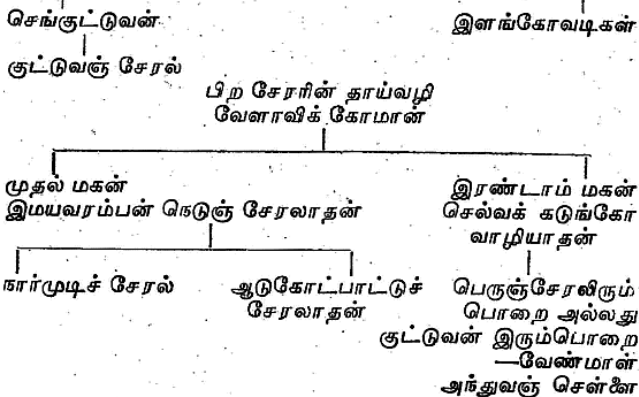 செங்குட்டுவன்
இளங்கோவடிகள்
குட்டுவஞ் சேரல்
பிற சேரரின் தாய்வழி
வேளாவிக் கோமான்
முதல் மகன்
இமயவரம்பன் நெடுஞ் சேரலாதன்
இரண்டாம் மகன்
செல்வக் கடுங்கோ
வாழியாதன்
நார்முடிச் சேரல்
ஆடுகோட்பாட்டுச்
சேரலாதன்
பெருஞ்சேரலிரும்
பொறை அல்லது
குட்டுவன் இரும்பொறை
—வேண்மாள்
அந்துவஞ் செள்ளை